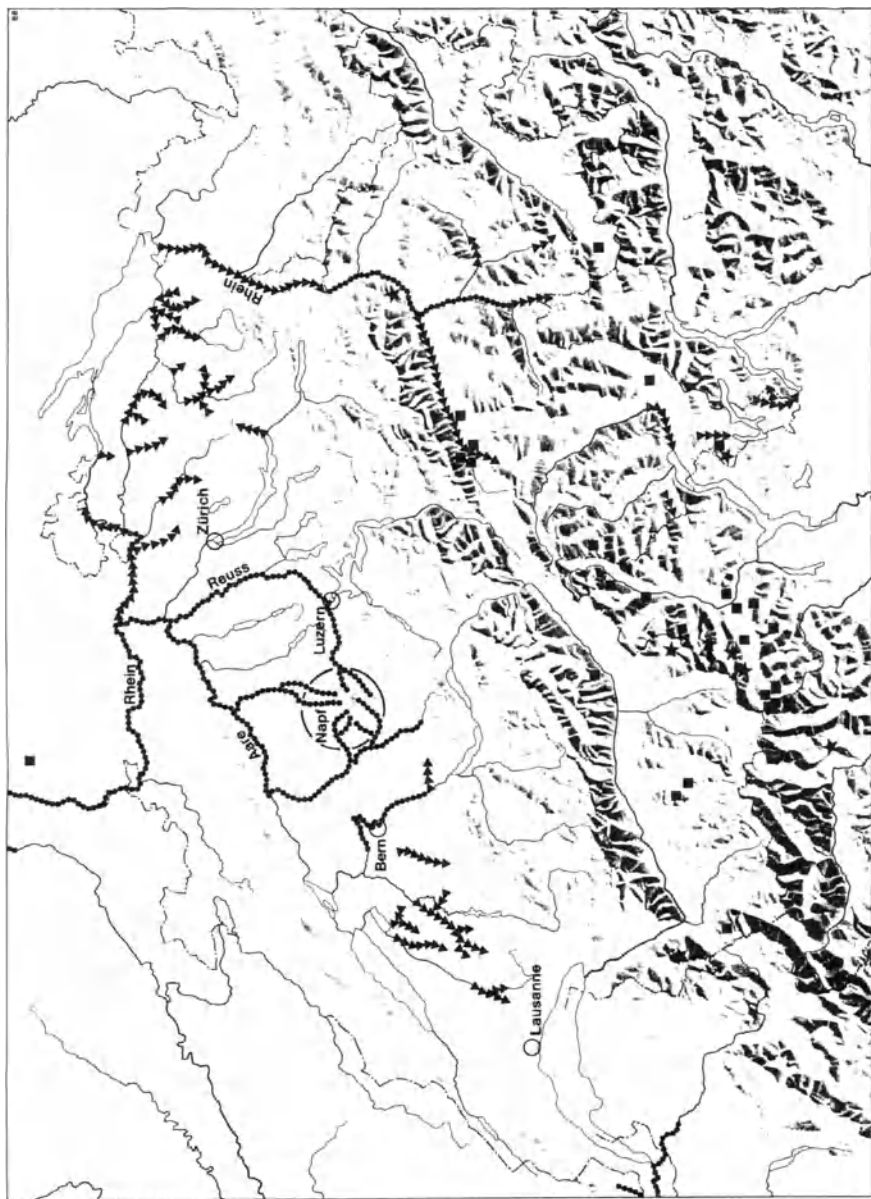 Rhein
Zürich
Reuss
Rhein
Luzern
Aare
Napf
Bern
Lausanne